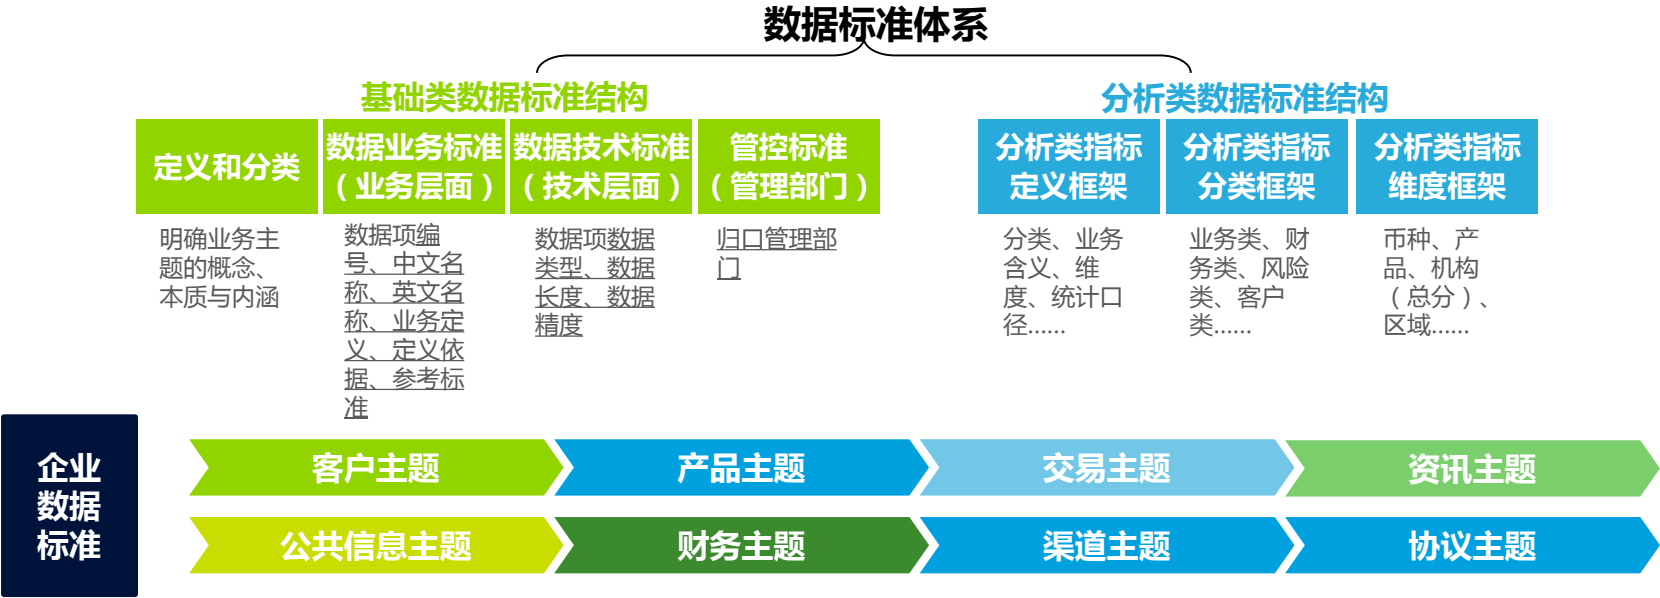 数据标准体系
基础类数据标准结构
分析类数据标准结构
定义和分类
数据业务标准
（业务层面）
数据技术标准
（技术层面）
管控标准
（管理部门）
分析类指标
定义框架
分析类指标
分类框架
分析类指标
维度框架
明确业务主
题的概念、
本质与内涵
数据项编
号、中文名
称、英文名
称、业务定
义、定义依
据、参考标
准
数据项数据
类型、数据
长度、数据
精度
归口管理部
门
分类、业务
含义、维
度、统计口
径……
业务类、财
务类、风险
类、客户
类……
币种、产
品、机构
（总分）、
区域……
企业
数据
标准
客户主题
产品主题
交易主题
资讯主题
公共信息主题
财务主题
渠道主题
协议主题